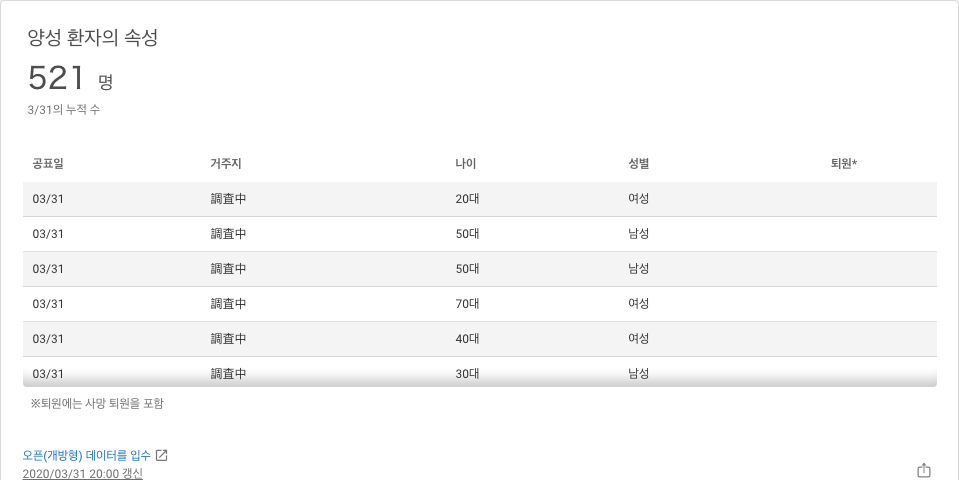 양성 환자의 속성
521 명
3/31의 누적 수
공표일 거주지 나이 성별 퇴원*
03/31 調査中 20대 여성
03/31 調査中 50대 남성
03/31 調査中 50대 남성
03/31 調査中 70대 여성
03/31 調査中 40대 여성
03/31 調査中 30대 남성
※퇴원에는 사망 퇴원을 포함
오픈(개방형) 데이터를 입수
2020/03/31 20:00 갱신